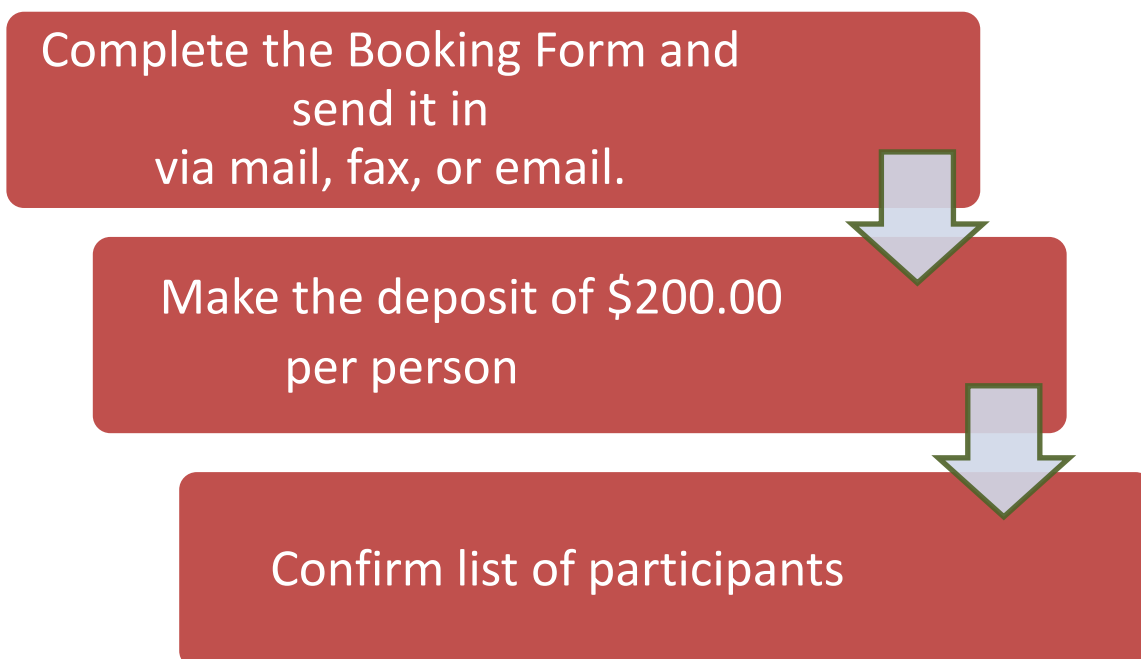 Complete the Booking Form and
send it in
via mail, fax, or email.
Make the deposit of $200.00
per person
Confirm list of participants